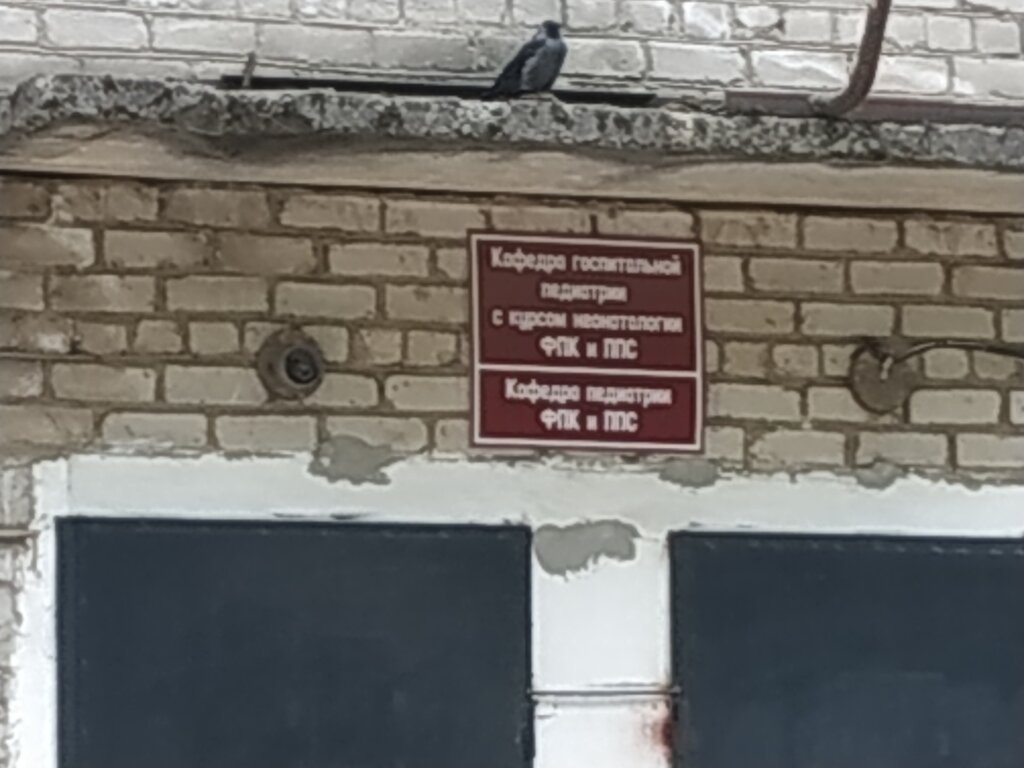 Кафедра госпитальной
педиатрии
с курсом неонатологии
ФПК и ППС
Кафедра педиатрии
ФПК и ППС